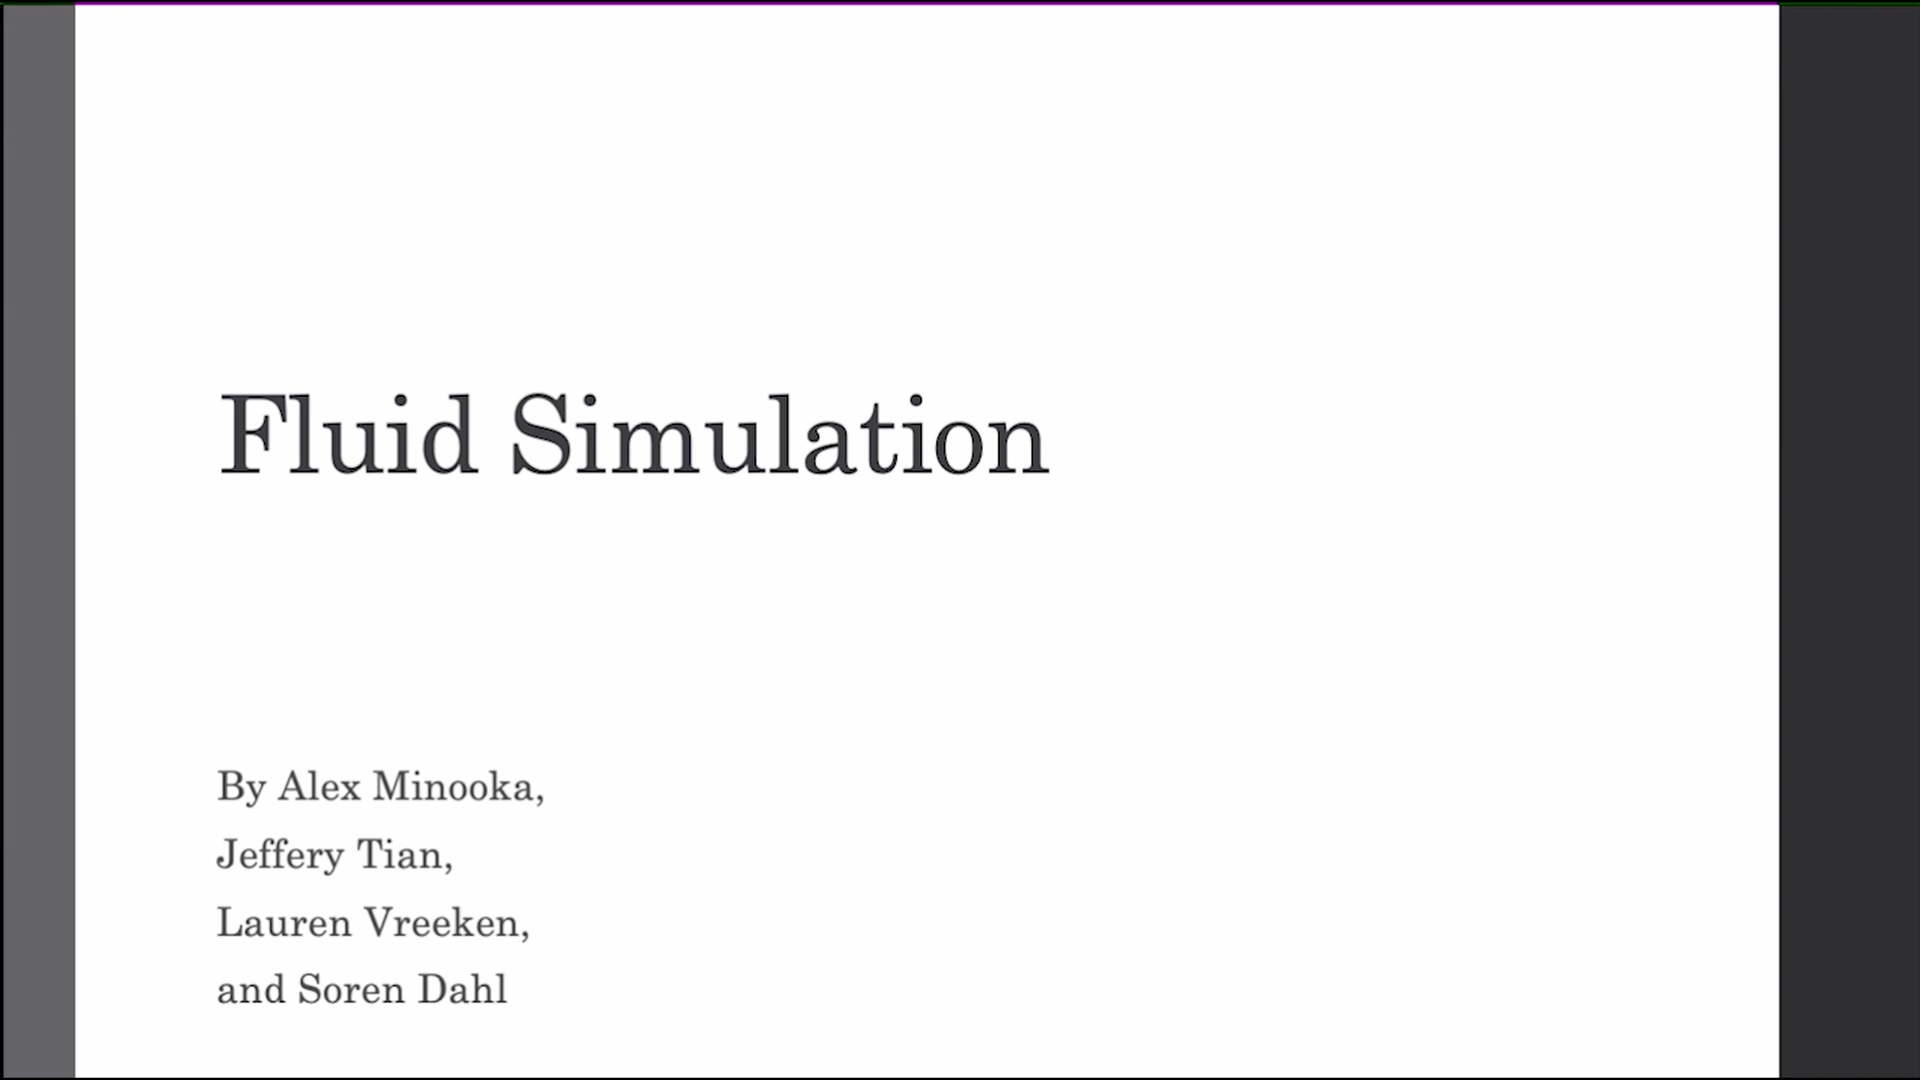 Fluid Simulation
By Alex Minooka,
Jeffery Tian,
Lauren Vreeken,
and Soren Dahl